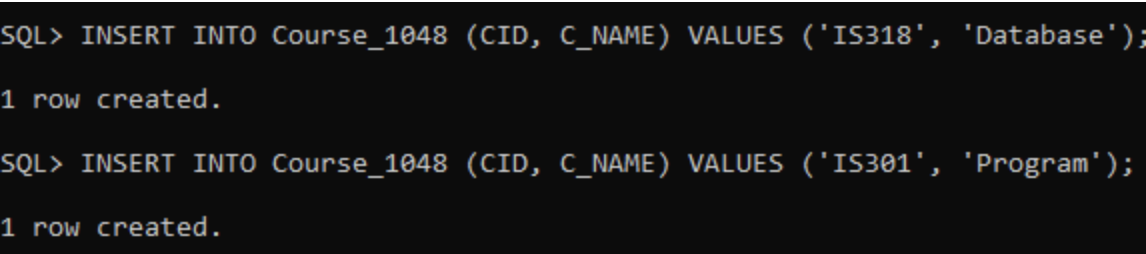 SQL> INSERT INTO Course_1048 (CID, C_NAME) VALUES ('IS318', 'Database');
1 row created.
SQL> INSERT INTO Course_1048 (CID, C_NAME) VALUES ('IS301', 'Program');
1 row created.